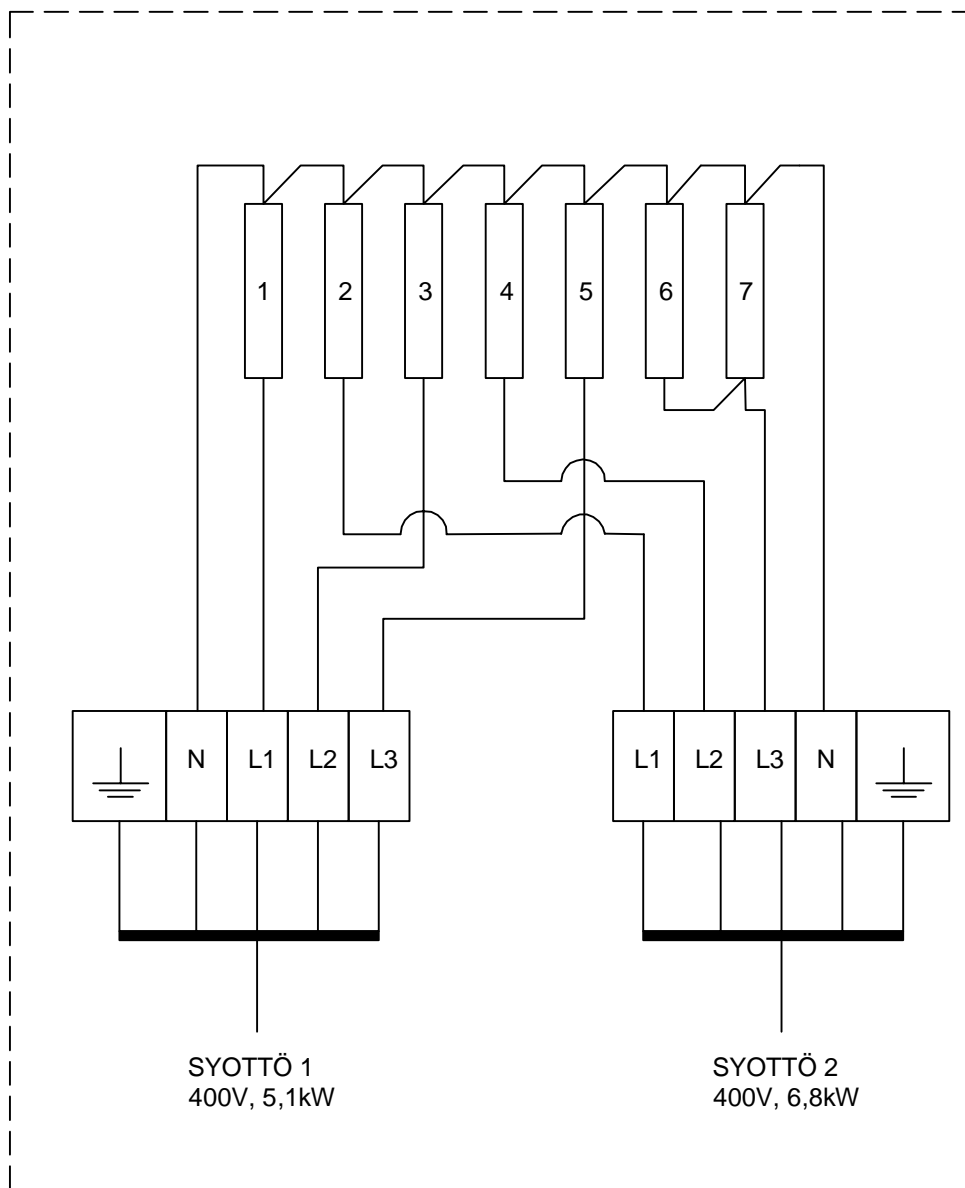 1 2 3 4 5 6 7
N L1 L2 L3
L1 L2 L3 N
SYOTTÖ 1
400V, 5,1kW
SYOTTÖ 2
400V, 6,8kW